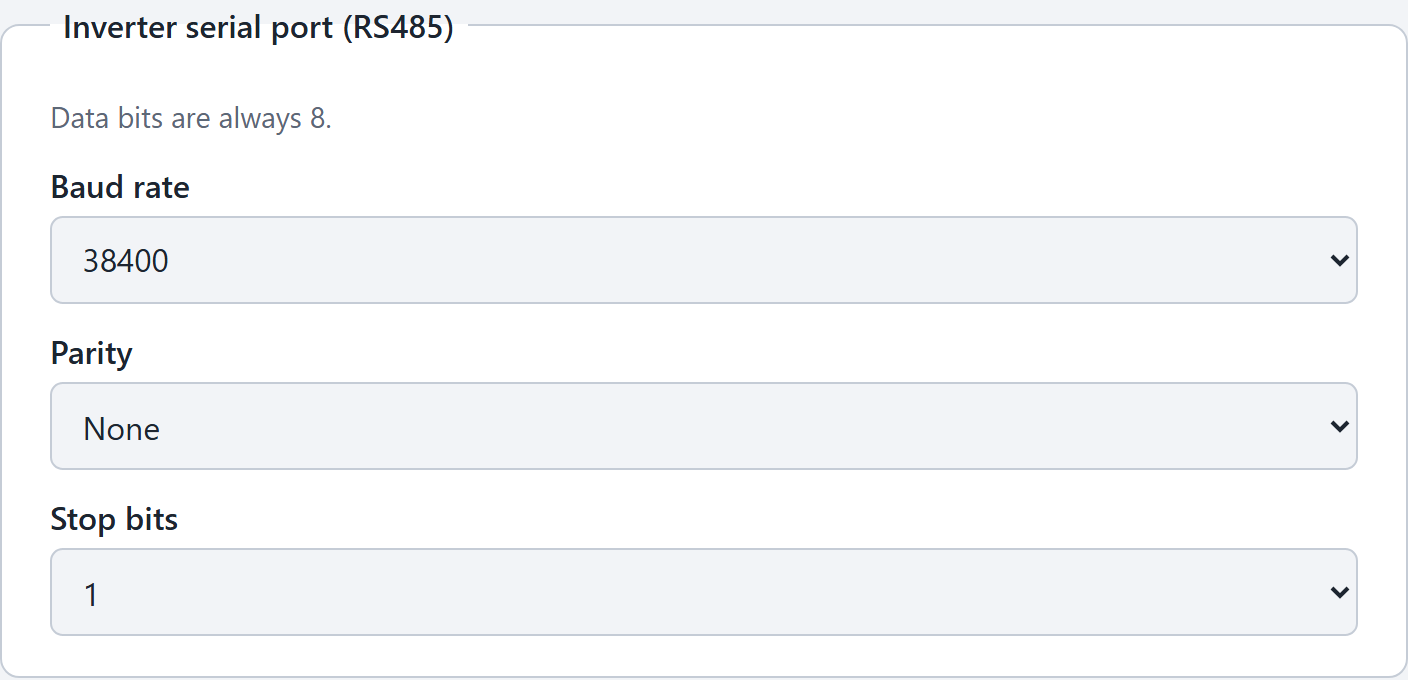 Inverter serial port (RS485)
Data bits are always 8.
Baud rate
38400
Parity
None
Stop bits
1